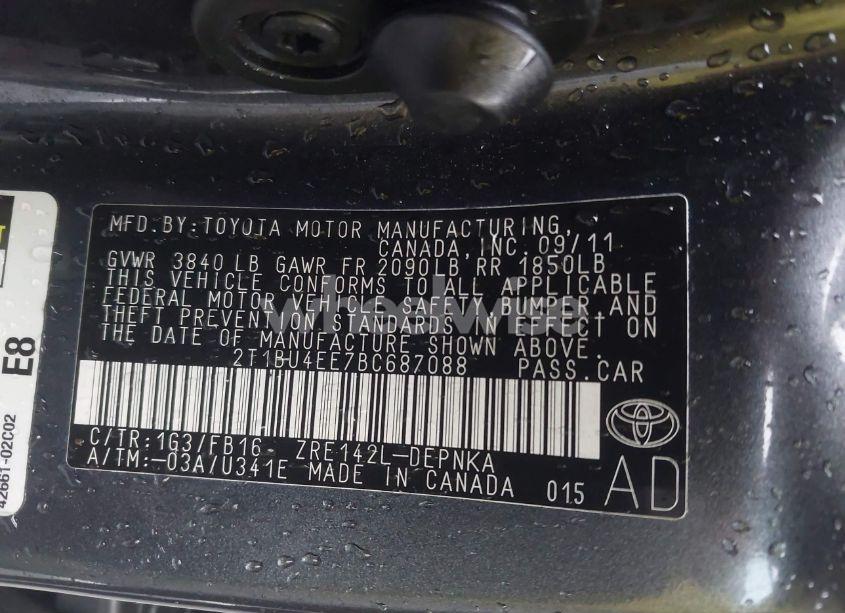 MFD. BY: TOYOTA MOTOR MANUFACTURING,
CANADA, INC. 09/11
GVWR 3840 LB GAWR FR 2090LB RR 1850LB
THIS VEHICLE CONFORMS TO ALL APPLICABLE
FEDERAL MOTOR VEHICLE SAFETY, BUMPER, AND
THEFT PREVENTION STANDARDS IN EFFECT ON
THE DATE OF MANUFACTURE SHOWN ABOVE.
2T1BU4EE7BC687088 PASS. CAR
C/TR: 1G3/FB16 ZRE142L-DEPNKA
A/TM: -03A/U341E MADE IN CANADA 015 AD
E8
42661-02C02
wheelwise